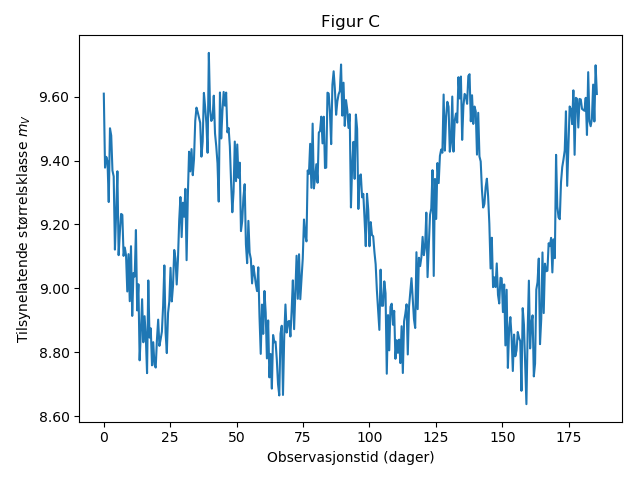 Figur C
Tilsynelatende størrelsklasse m_V
9.60
9.40
9.20
9.00
8.80
8.60
0 25 50 75 100 125 150 175
Observasjonstid (dager)